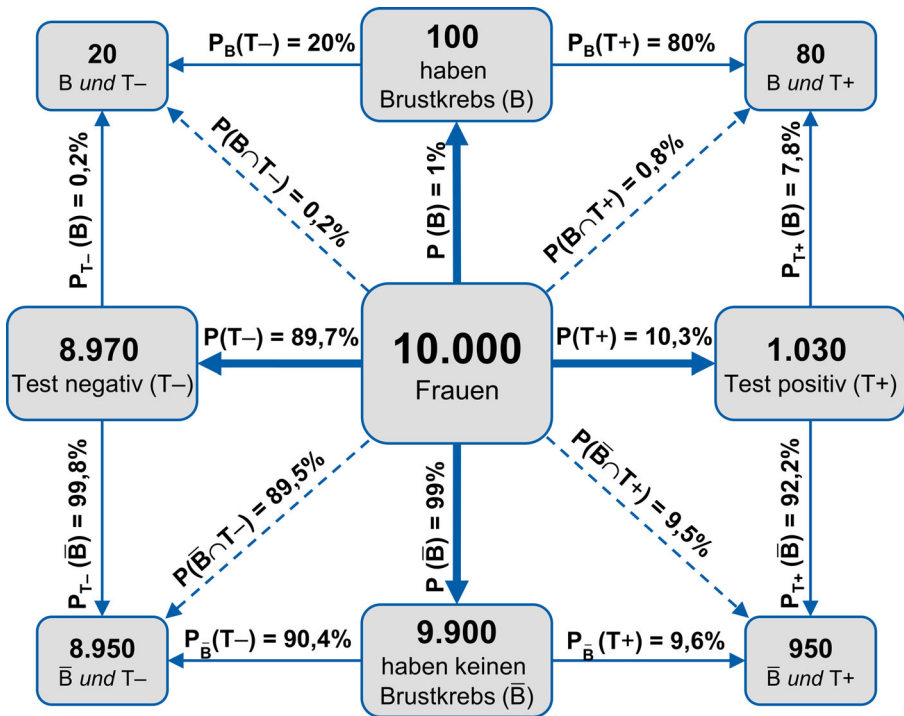 20
B und T–
P_B(T–) = 20%
100
haben
Brustkrebs (B)
P_B(T+) = 80%
80
B und T+
P_T–(B) = 0,2%
P(B∩T–) = 0,2%
P (B) = 1%
P(B∩T+) = 0,8%
P_T+(B) = 7,8%
8.970
Test negativ (T–)
P(T–) = 89,7%
10.000
Frauen
P(T+) = 10,3%
1.030
Test positiv (T+)
P_T–(B̅) = 99,8%
P(B̅∩T–) = 89,5%
P (B̅) = 99%
P(B̅∩T+) = 9,5%
P_T+(B̅) = 92,2%
8.950
B̅ und T–
P_B̅(T–) = 90,4%
9.900
haben keinen
Brustkrebs (B̅)
P_B̅(T+) = 9,6%
950
B̅ und T+